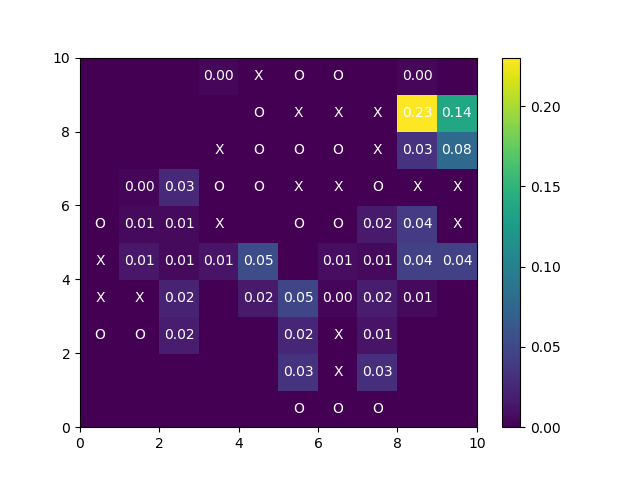 10
0.00 X O O 0.00
O X X X 0.23 0.14
8
X O O O X 0.03 0.08
0.00 0.03 O O X X O X X
6
O 0.01 0.01 X O O 0.02 0.04 X
X 0.01 0.01 0.01 0.05 0.01 0.01 0.04 0.04
4
X X 0.02 0.02 0.05 0.00 0.02 0.01
O O 0.02 0.02 X 0.01
2
0.03 X 0.03
O O O
0
0 2 4 6 8 10
0.20
0.15
0.10
0.05
0.00